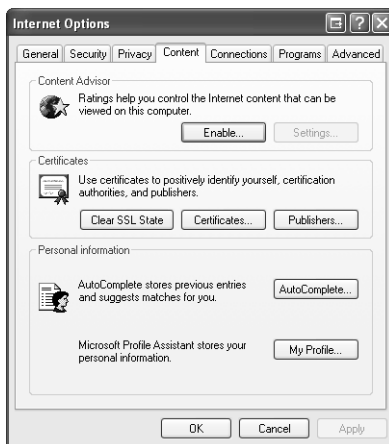 Internet Options
General Security Privacy Content Connections Programs Advanced
Content Advisor
Ratings help you control the Internet content that can be
viewed on this computer.
Enable... Settings...
Certificates
Use certificates to positively identify yourself, certification
authorities, and publishers.
Clear SSL State Certificates... Publishers...
Personal information
AutoComplete stores previous entries
and suggests matches for you.
AutoComplete...
Microsoft Profile Assistant stores your
personal information.
My Profile...
OK Cancel Apply